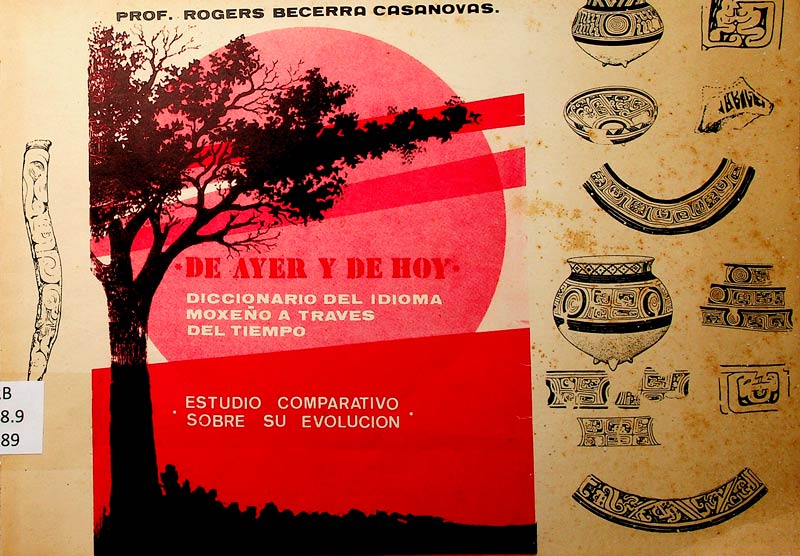 PROF. ROGERS BECERRA CASANOVAS.
·DE AYER Y DE HOY·
DICCIONARIO DEL IDIOMA
MOXEÑO A TRAVES
DEL TIEMPO
· ESTUDIO COMPARATIVO ·
SOBRE SU EVOLUCION
8.9
89